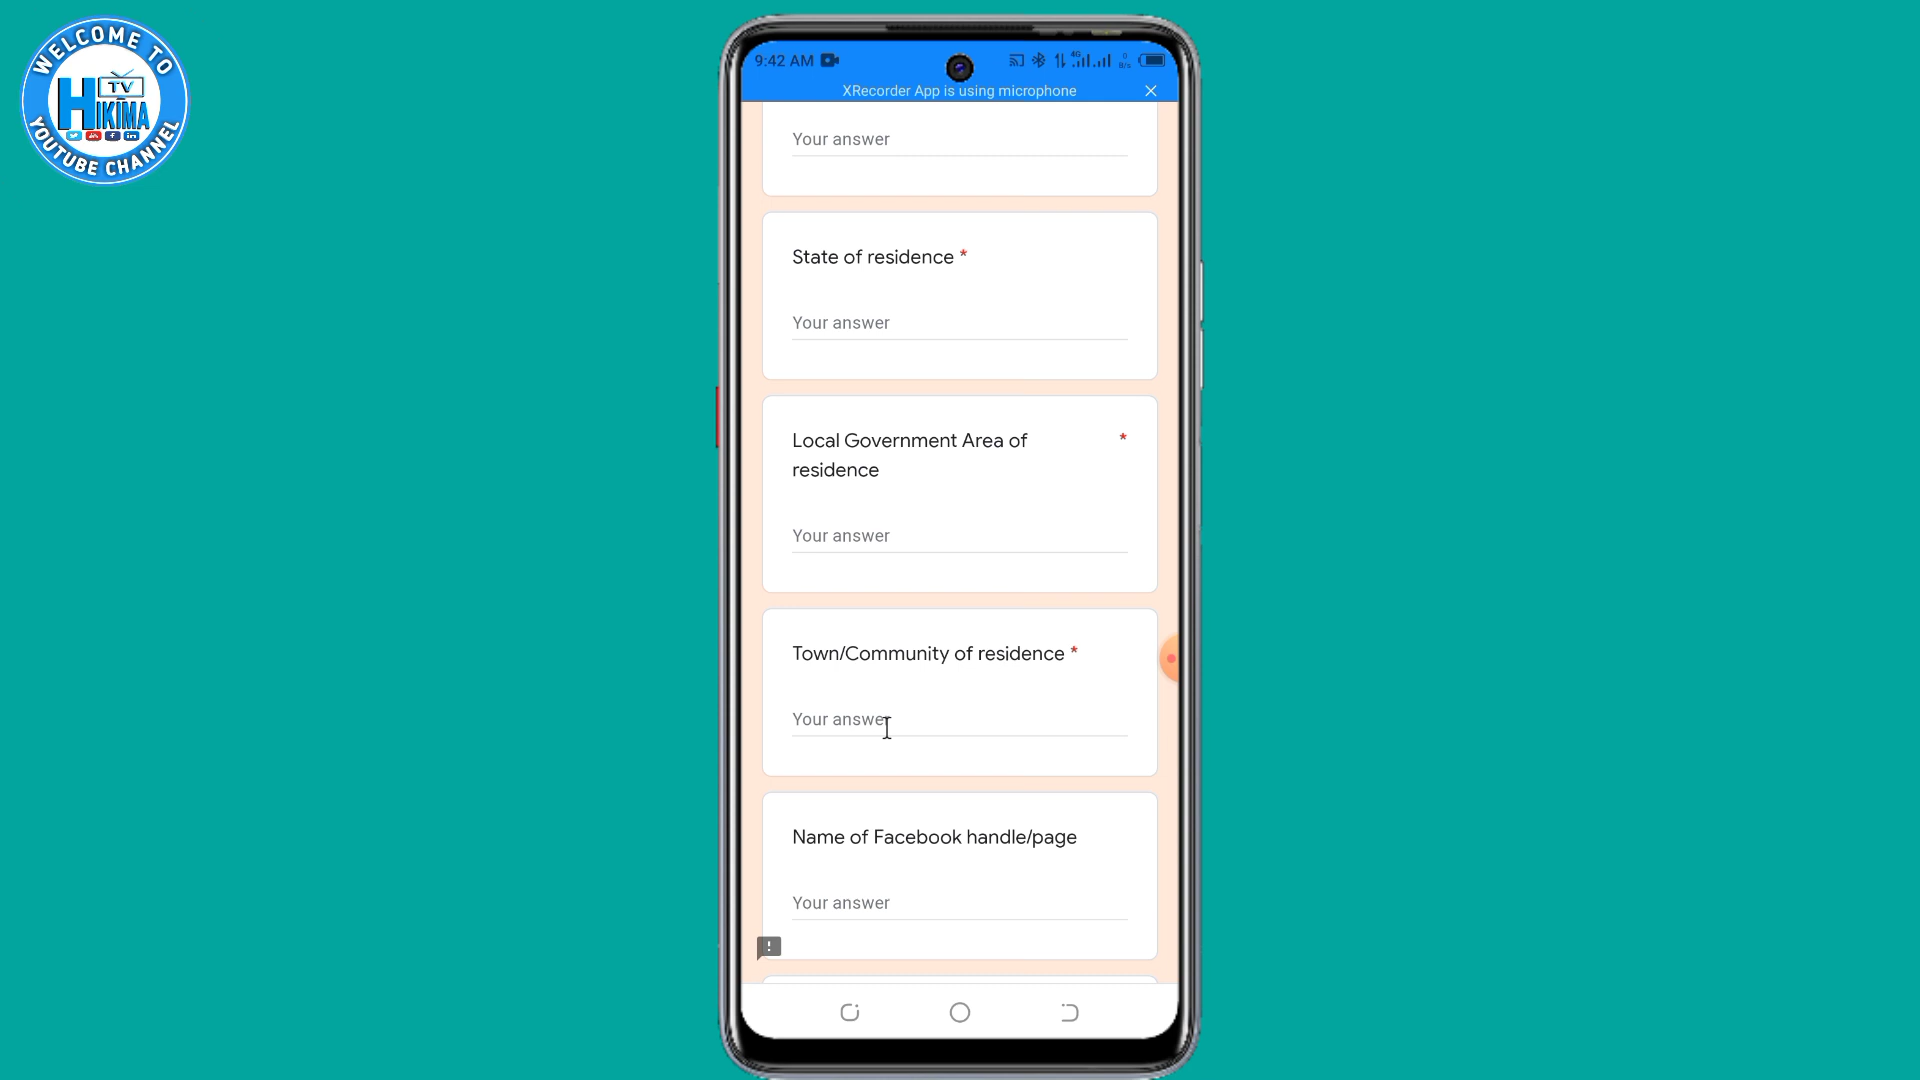 WELCOME TO
TV
HIKIMA
YOUTUBE CHANNEL
9:42 AM
4G
0
B/s
XRecorder App is using microphone
Your answer
State of residence *
Your answer
Local Government Area of *
residence
Your answer
Town/Community of residence *
Your answer
Name of Facebook handle/page
Your answer